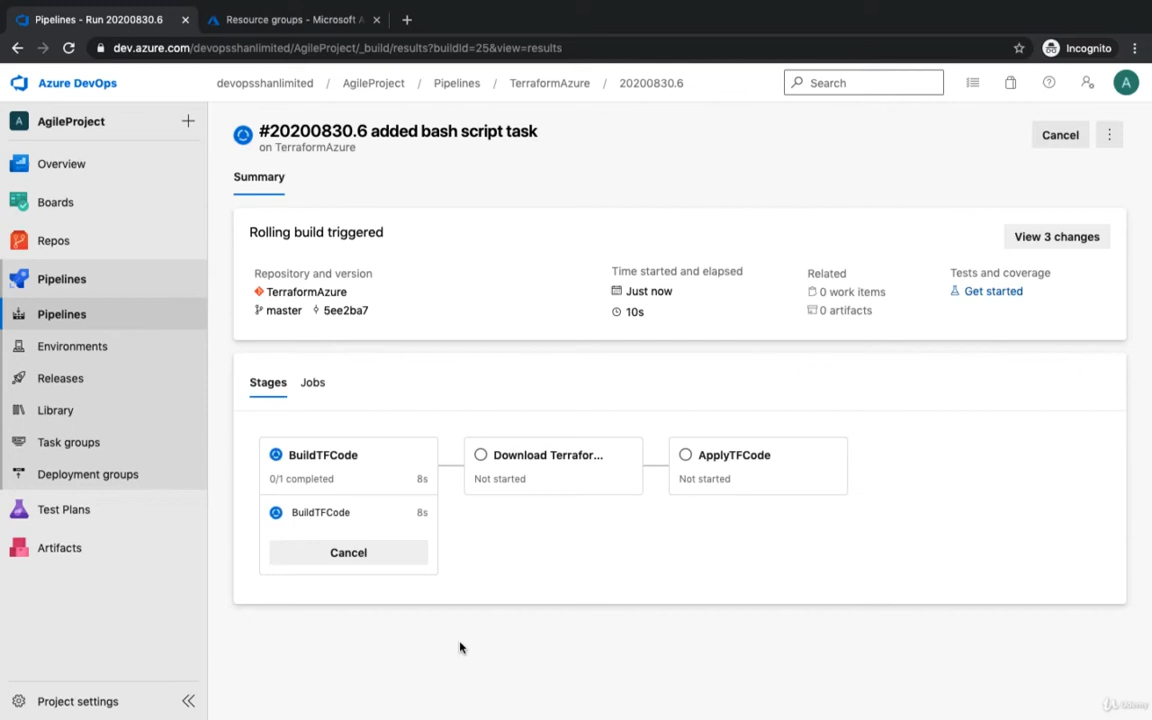 Pipelines - Run 20200830.6
Resource groups - Microsoft A
dev.azure.com/devopsshanlimited/AgileProject/_build/results?buildId=25&view=results
Incognito
Azure DevOps
devopsshanlimited / AgileProject / Pipelines / TerraformAzure / 20200830.6
Search
A
A AgileProject
Overview
Boards
Repos
Pipelines
Pipelines
Environments
Releases
Library
Task groups
Deployment groups
Test Plans
Artifacts
Project settings
#20200830.6 added bash script task
on TerraformAzure
Cancel
Summary
Rolling build triggered
View 3 changes
Repository and version
TerraformAzure
master 5ee2ba7
Time started and elapsed
Just now
10s
Related
0 work items
0 artifacts
Tests and coverage
Get started
Stages Jobs
BuildTFCode
0/1 completed 8s
BuildTFCode 8s
Cancel
Download Terrafor...
Not started
ApplyTFCode
Not started
Udemy